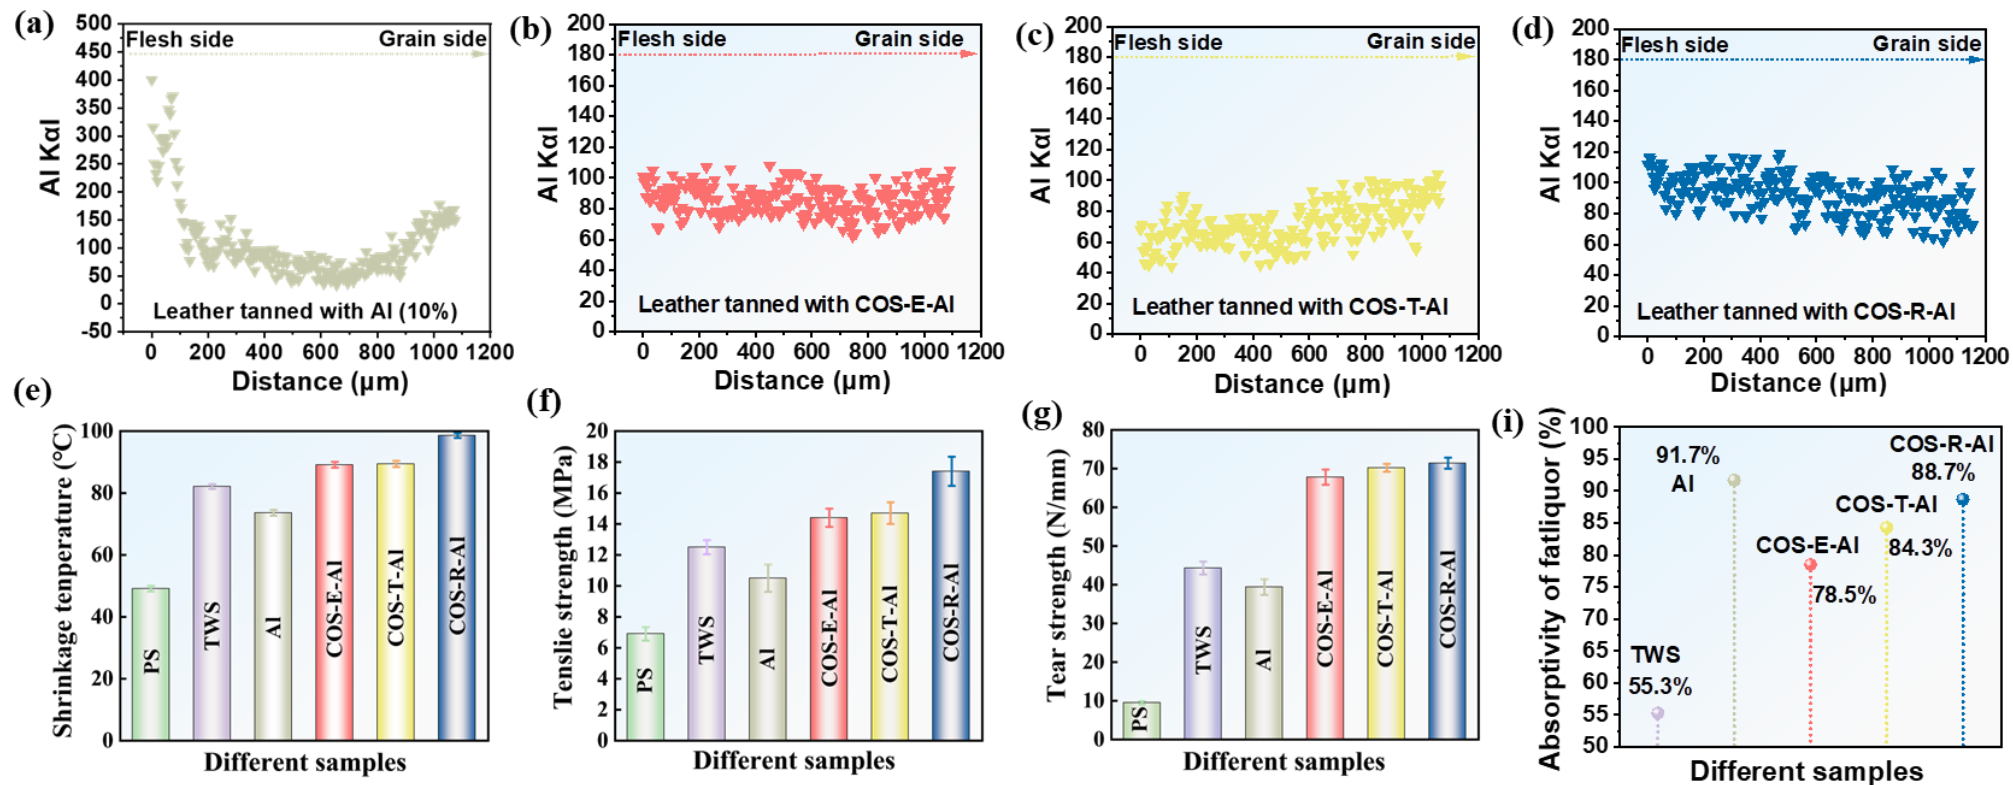 (a)
500
450
400
350
300
250
200
150
100
50
0
-50
Al KαI
Flesh side
Grain side
Leather tanned with Al (10%)
0 200 400 600 800 1000 1200
Distance (μm)
(b)
200
180
160
140
120
100
80
60
40
20
0
Al KαI
Flesh side
Grain side
Leather tanned with COS-E-Al
0 200 400 600 800 1000 1200
Distance (μm)
(c)
200
180
160
140
120
100
80
60
40
20
0
Al KαI
Flesh side
Grain side
Leather tanned with COS-T-Al
0 200 400 600 800 1000 1200
Distance (μm)
(d)
200
180
160
140
120
100
80
60
40
20
0
Al KαI
Flesh side
Grain side
Leather tanned with COS-R-Al
0 200 400 600 800 1000 1200
Distance (μm)
(e)
100
80
60
40
20
0
Shrinkage temperature (°C)
PS
TWS
Al
COS-E-Al
COS-T-Al
COS-R-Al
Different samples
(f)
20
18
16
14
12
10
8
6
4
2
0
Tenslie strength (MPa)
PS
TWS
Al
COS-E-Al
COS-T-Al
COS-R-Al
Different samples
(g)
80
70
60
50
40
30
20
10
0
Tear strength (N/mm)
PS
TWS
Al
COS-E-Al
COS-T-Al
COS-R-Al
Different samples
(i)
100
95
90
85
80
75
70
65
60
55
50
Absorptivity of fatliquor (%)
TWS
55.3%
91.7%
Al
COS-E-Al
78.5%
COS-T-Al
84.3%
COS-R-Al
88.7%
Different samples